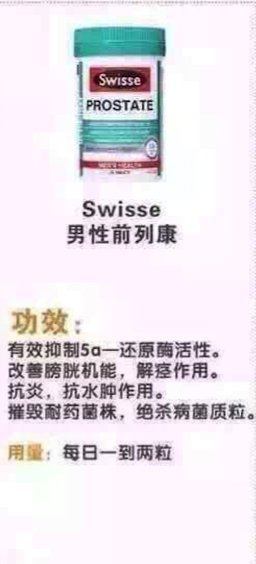 Swisse
PROSTATE
MEN'S HEALTH
Swisse
男性前列康
功效：
有效抑制5α—还原酶活性。
改善膀胱机能，解痉作用。
抗炎，抗水肿作用。
摧毁耐药菌株，绝杀病菌质粒。
用量：每日一到两粒